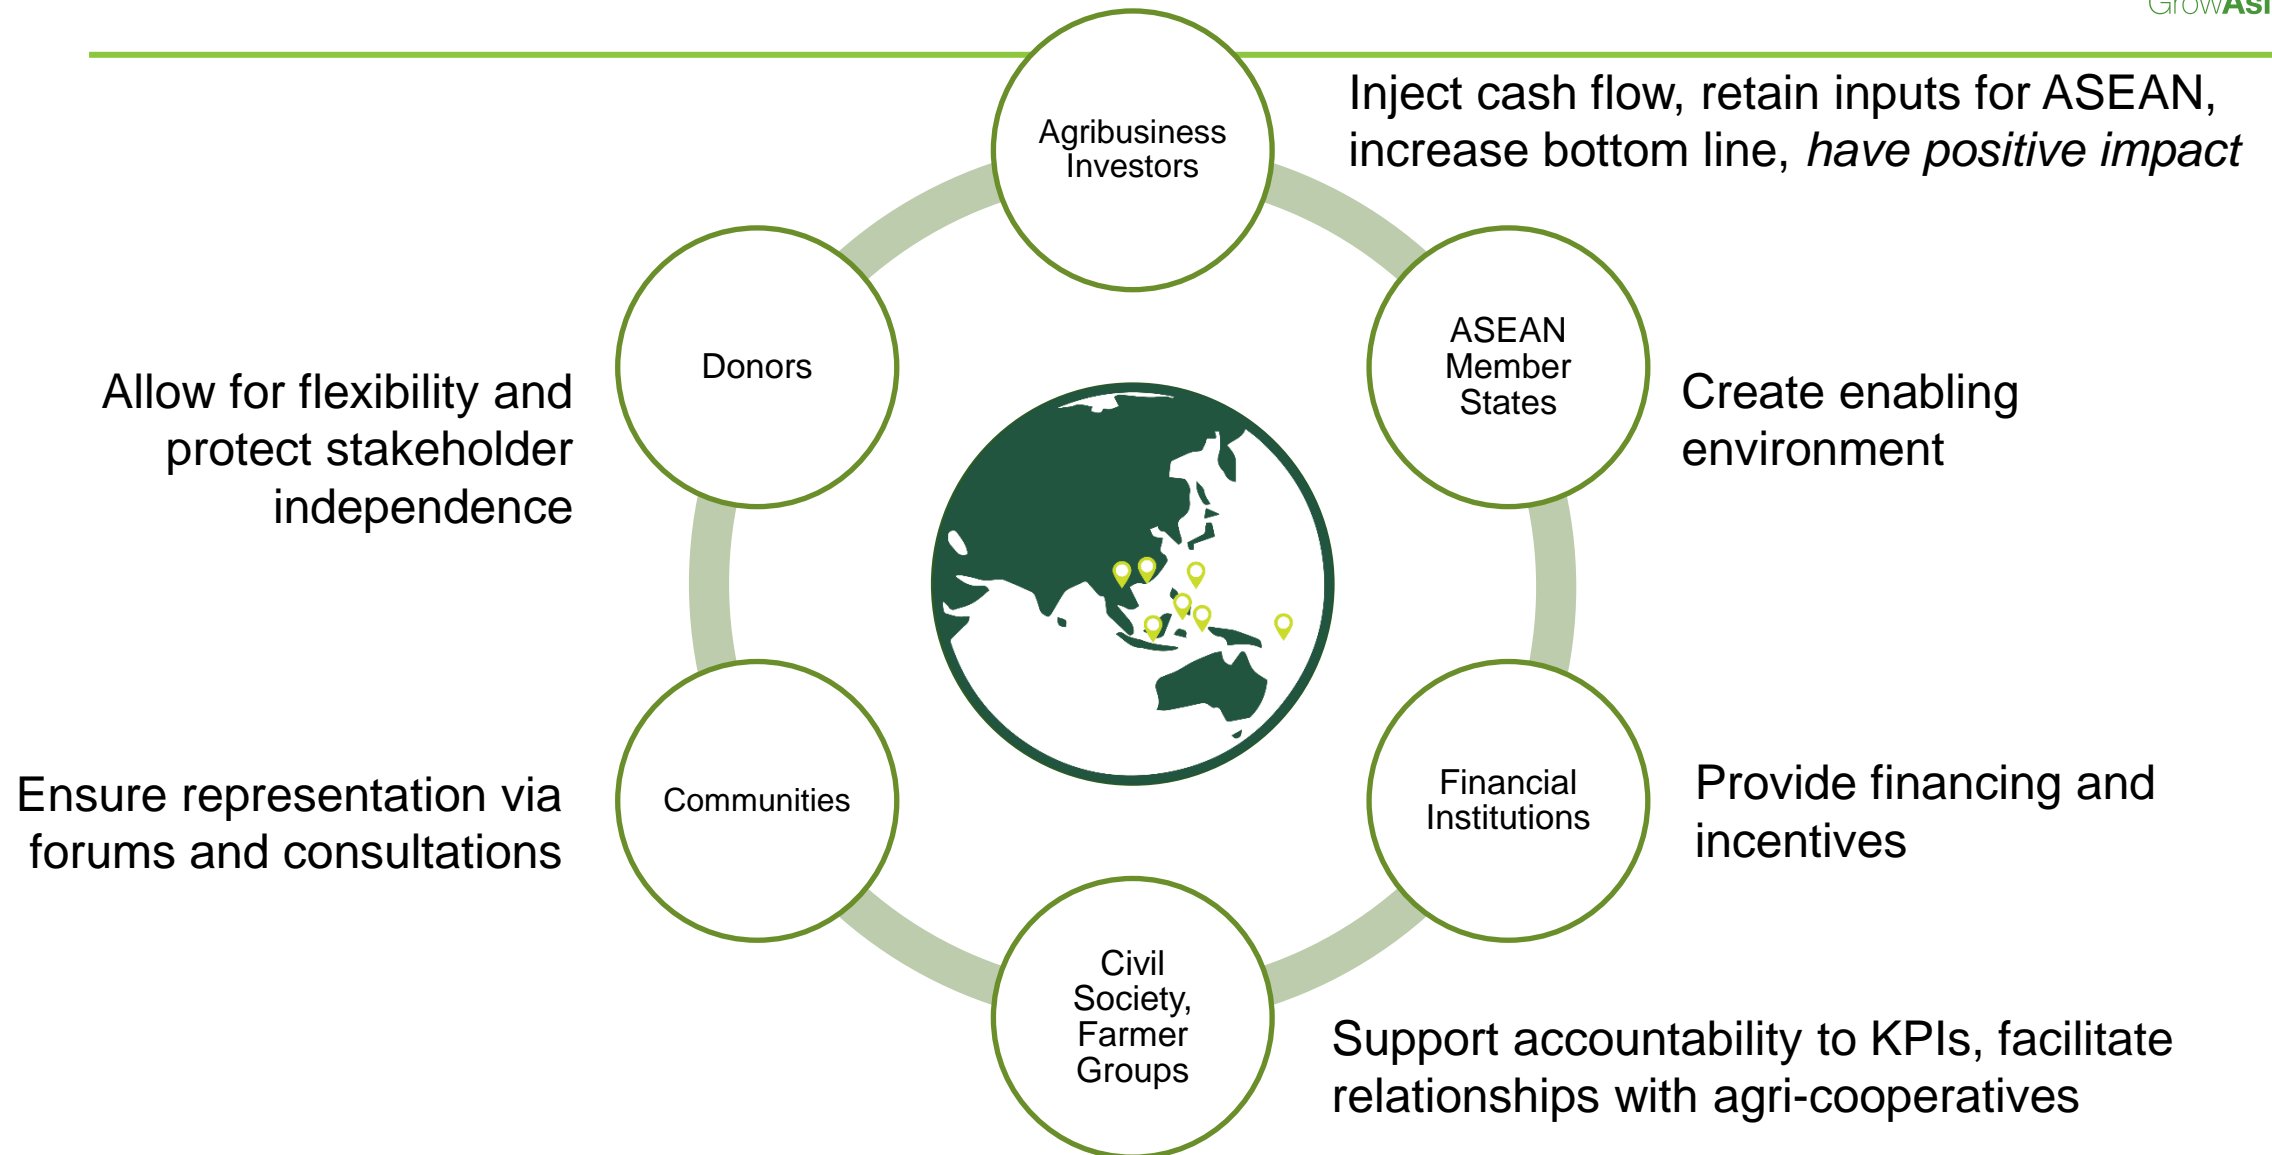 GrowAsi
Agribusiness
Investors
Inject cash flow, retain inputs for ASEAN,
increase bottom line, have positive impact
ASEAN
Member
States
Create enabling
environment
Financial
Institutions
Provide financing and
incentives
Civil
Society,
Farmer
Groups
Support accountability to KPIs, facilitate
relationships with agri-cooperatives
Communities
Ensure representation via
forums and consultations
Donors
Allow for flexibility and
protect stakeholder
independence